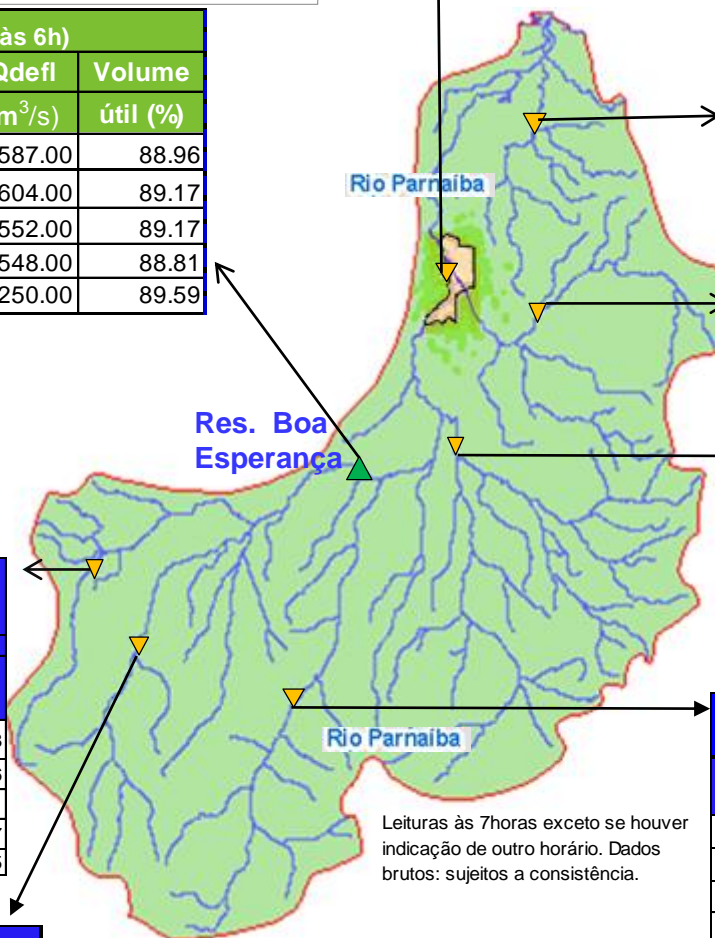 às 6h)
Qdefl Volume
m³/s) útil (%)
587.00 88.96
604.00 89.17
552.00 89.17
548.00 88.81
250.00 89.59
Rio Parnaiba
Res. Boa
Esperança
Rio Parnaiba
Leituras às 7horas exceto se houver
indicação de outro horário. Dados
brutos: sujeitos a consistência.